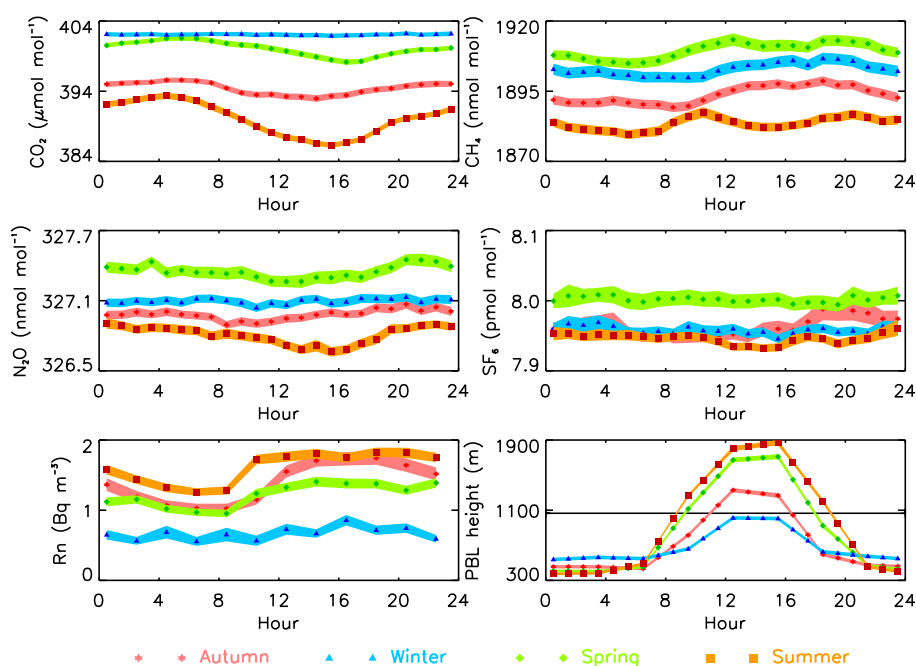 404
394
384
CO₂ (μmol mol⁻¹)
0 4 8 12 16 20 24
Hour
1920
1895
1870
CH₄ (nmol mol⁻¹)
0 4 8 12 16 20 24
Hour
327.7
327.1
326.5
N₂O (nmol mol⁻¹)
0 4 8 12 16 20 24
Hour
8.1
8.0
7.9
SF₆ (pmol mol⁻¹)
0 4 8 12 16 20 24
Hour
2
1
0
Rn (Bq m⁻³)
0 4 8 12 16 20 24
Hour
1900
1100
300
PBL height (m)
0 4 8 12 16 20 24
Hour
Autumn Winter Spring Summer